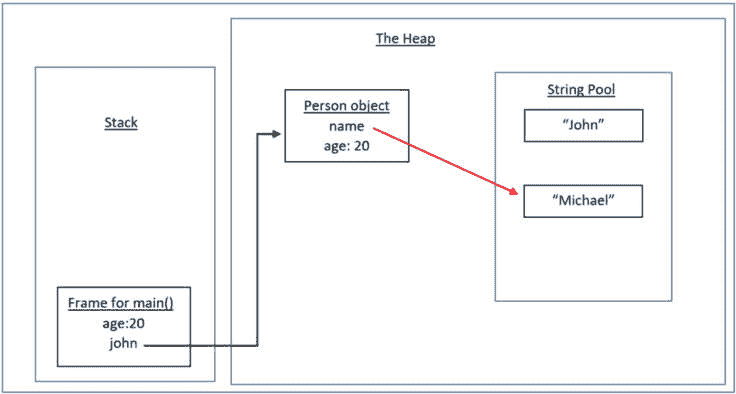 The Heap
Stack
Person object
name
age: 20
String Pool
“John”
“Michael”
Frame for main()
age:20
john